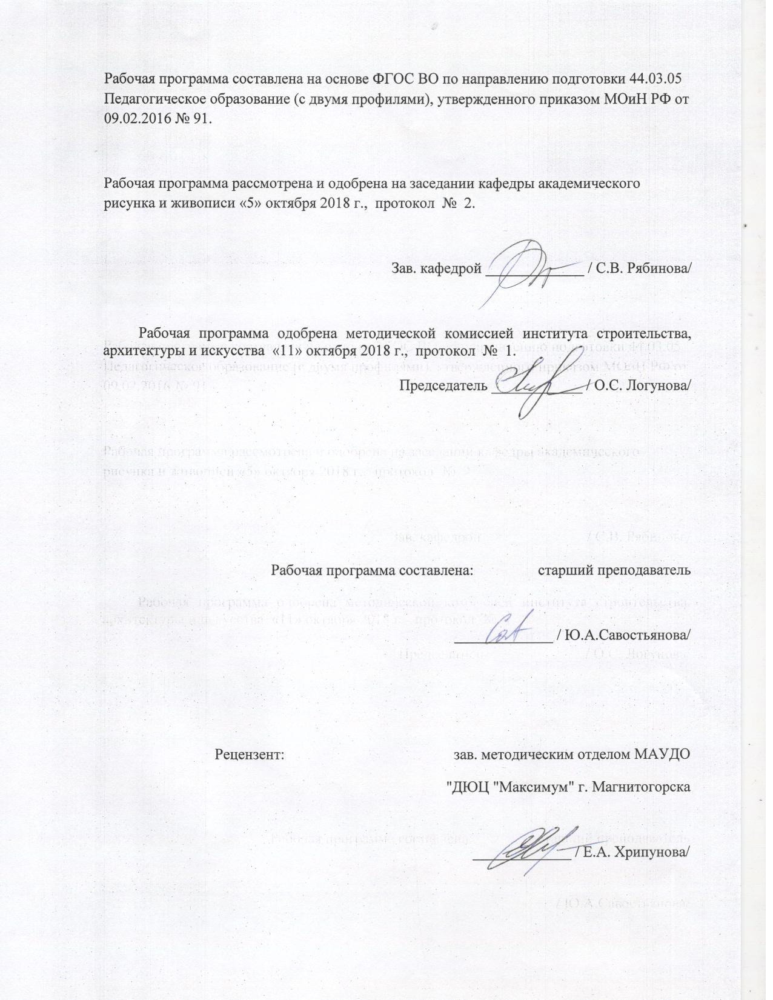 Рабочая программа составлена на основе ФГОС ВО по направлению подготовки 44.03.05
Педагогическое образование (с двумя профилями), утвержденного приказом МОиН РФ от
09.02.2016 № 91.
Рабочая программа рассмотрена и одобрена на заседании кафедры академического
рисунка и живописи «5» октября 2018 г., протокол № 2.
Зав. кафедрой _____________ / С.В. Рябинова/
Рабочая программа одобрена методической комиссией института строительства,
архитектуры и искусства «11» октября 2018 г., протокол № 1.
Председатель ____________ / О.С. Логунова/
Рабочая программа составлена: старший преподаватель
_____________ / Ю.А.Савостьянова/
Рецензент: зав. методическим отделом МАУДО
"ДЮЦ "Максимум" г. Магнитогорска
_____________ / Е.А. Хрипунова/